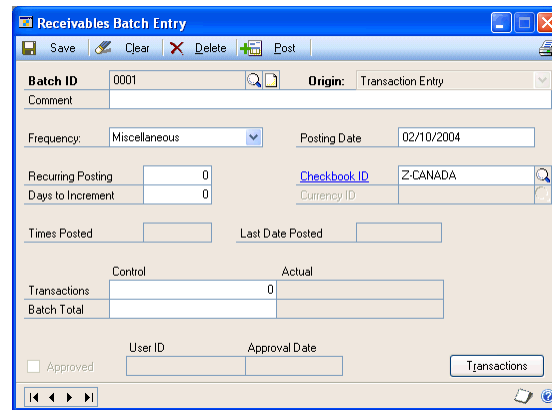 Receivables Batch Entry
Save Clear Delete Post
Batch ID 0001 Origin: Transaction Entry
Comment
Frequency: Miscellaneous Posting Date 02/10/2004
Recurring Posting 0 Checkbook ID Z-CANADA
Days to Increment 0 Currency ID
Times Posted Last Date Posted
Control Actual
Transactions 0
Batch Total
User ID Approval Date
Approved Transactions